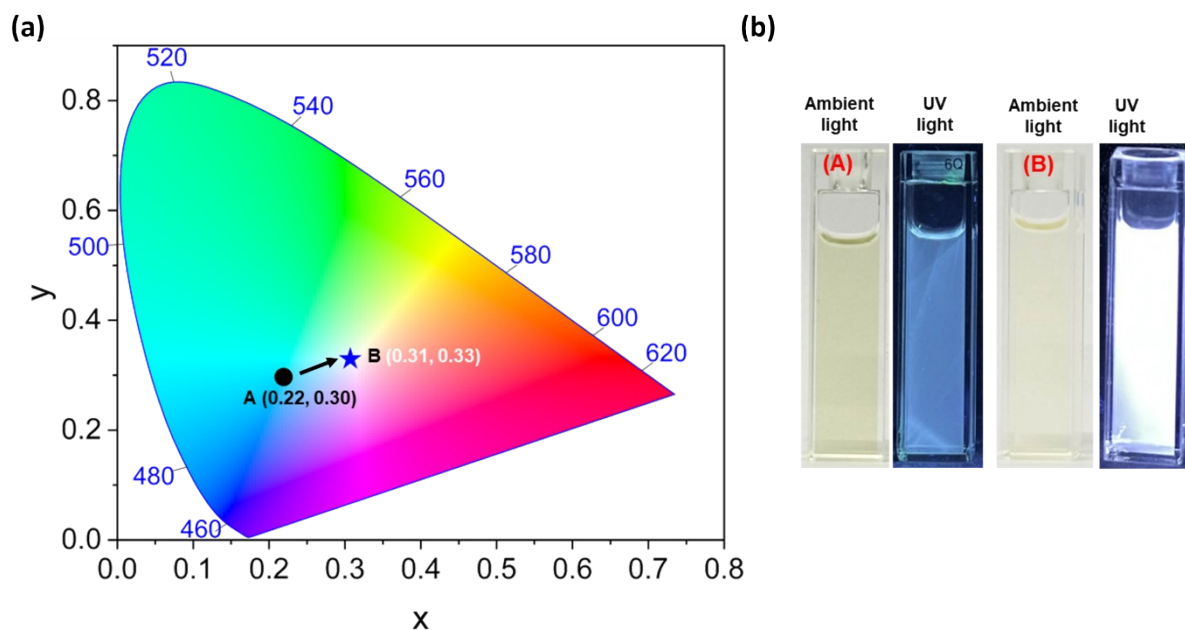 (a)
(b)
520
540
560
580
600
620
500
480
460
0.8
0.6
0.4
0.2
0.0
y
0.0 0.1 0.2 0.3 0.4 0.5 0.6 0.7 0.8
x
B (0.31, 0.33)
A (0.22, 0.30)
Ambient
light
UV
light
Ambient
light
UV
light
(A)
6Q
(B)